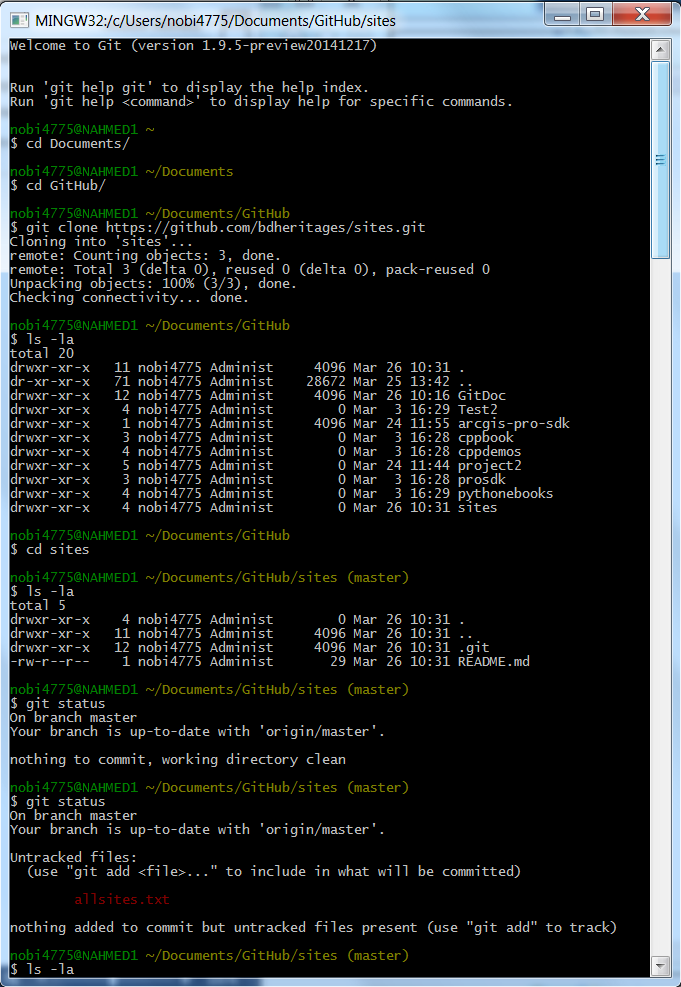 MINGW32:/c/Users/nobi4775/Documents/GitHub/sites
Welcome to Git (version 1.9.5-preview20141217)
Run 'git help git' to display the help index.
Run 'git help <command>' to display help for specific commands.
nobi4775@NAHMED1 ~
$ cd Documents/
nobi4775@NAHMED1 ~/Documents
$ cd GitHub/
nobi4775@NAHMED1 ~/Documents/GitHub
$ git clone https://github.com/bdheritages/sites.git
Cloning into 'sites'...
remote: Counting objects: 3, done.
remote: Total 3 (delta 0), reused 0 (delta 0), pack-reused 0
Unpacking objects: 100% (3/3), done.
Checking connectivity... done.
nobi4775@NAHMED1 ~/Documents/GitHub
$ ls -la
total 20
drwxr-xr-x   11 nobi4775 Administ     4096 Mar 26 10:31 .
dr-xr-xr-x   71 nobi4775 Administ    28672 Mar 25 13:42 ..
drwxr-xr-x   12 nobi4775 Administ     4096 Mar 26 10:16 GitDoc
drwxr-xr-x    4 nobi4775 Administ        0 Mar  3 16:29 Test2
drwxr-xr-x    1 nobi4775 Administ     4096 Mar 24 11:55 arcgis-pro-sdk
drwxr-xr-x    3 nobi4775 Administ        0 Mar  3 16:28 cppbook
drwxr-xr-x    4 nobi4775 Administ        0 Mar  3 16:28 cppdemos
drwxr-xr-x    5 nobi4775 Administ        0 Mar 24 11:44 project2
drwxr-xr-x    3 nobi4775 Administ        0 Mar  3 16:28 prosdk
drwxr-xr-x    4 nobi4775 Administ        0 Mar  3 16:29 pythonebooks
drwxr-xr-x    4 nobi4775 Administ        0 Mar 26 10:31 sites
nobi4775@NAHMED1 ~/Documents/GitHub
$ cd sites
nobi4775@NAHMED1 ~/Documents/GitHub/sites (master)
$ ls -la
total 5
drwxr-xr-x    4 nobi4775 Administ        0 Mar 26 10:31 .
drwxr-xr-x   11 nobi4775 Administ     4096 Mar 26 10:31 ..
drwxr-xr-x   12 nobi4775 Administ     4096 Mar 26 10:31 .git
-rw-r--r--    1 nobi4775 Administ       29 Mar 26 10:31 README.md
nobi4775@NAHMED1 ~/Documents/GitHub/sites (master)
$ git status
On branch master
Your branch is up-to-date with 'origin/master'.
nothing to commit, working directory clean
nobi4775@NAHMED1 ~/Documents/GitHub/sites (master)
$ git status
On branch master
Your branch is up-to-date with 'origin/master'.
Untracked files:
  (use "git add <file>..." to include in what will be committed)
        allsites.txt
nothing added to commit but untracked files present (use "git add" to track)
nobi4775@NAHMED1 ~/Documents/GitHub/sites (master)
$ ls -la